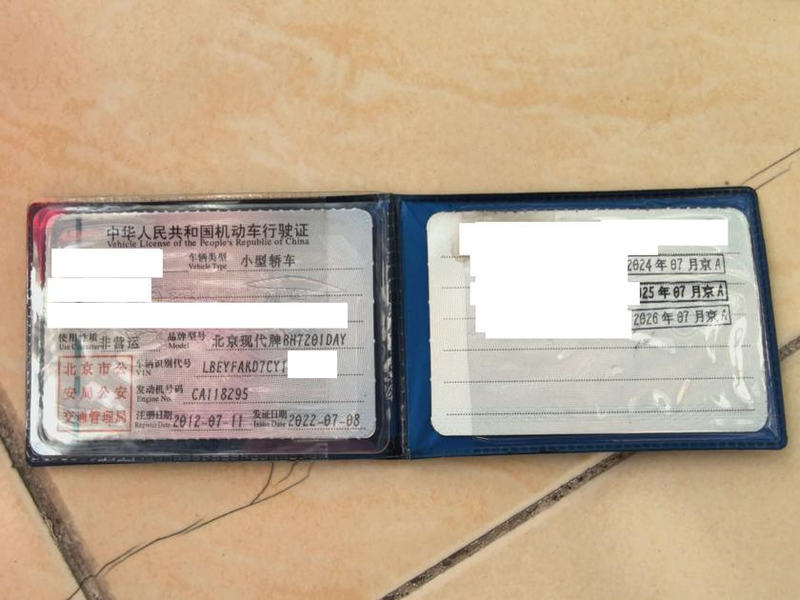 中华人民共和国机动车行驶证
Vehicle License of the People's Republic of China
车辆类型 小型轿车
Vehicle Type
使用性质 非营运 品牌型号 北京现代牌BH7201DAY
Use Character Model
北京市公 车辆识别代号 LBEYFAKD7CY1
VIN
安局公安 发动机号码 CA118295
Engine No.
交通管理局 注册日期 2012-07-11 发证日期 2022-07-08
Register Date Issue Date
2024年07月京A
025年07月京A
2026年07月京A